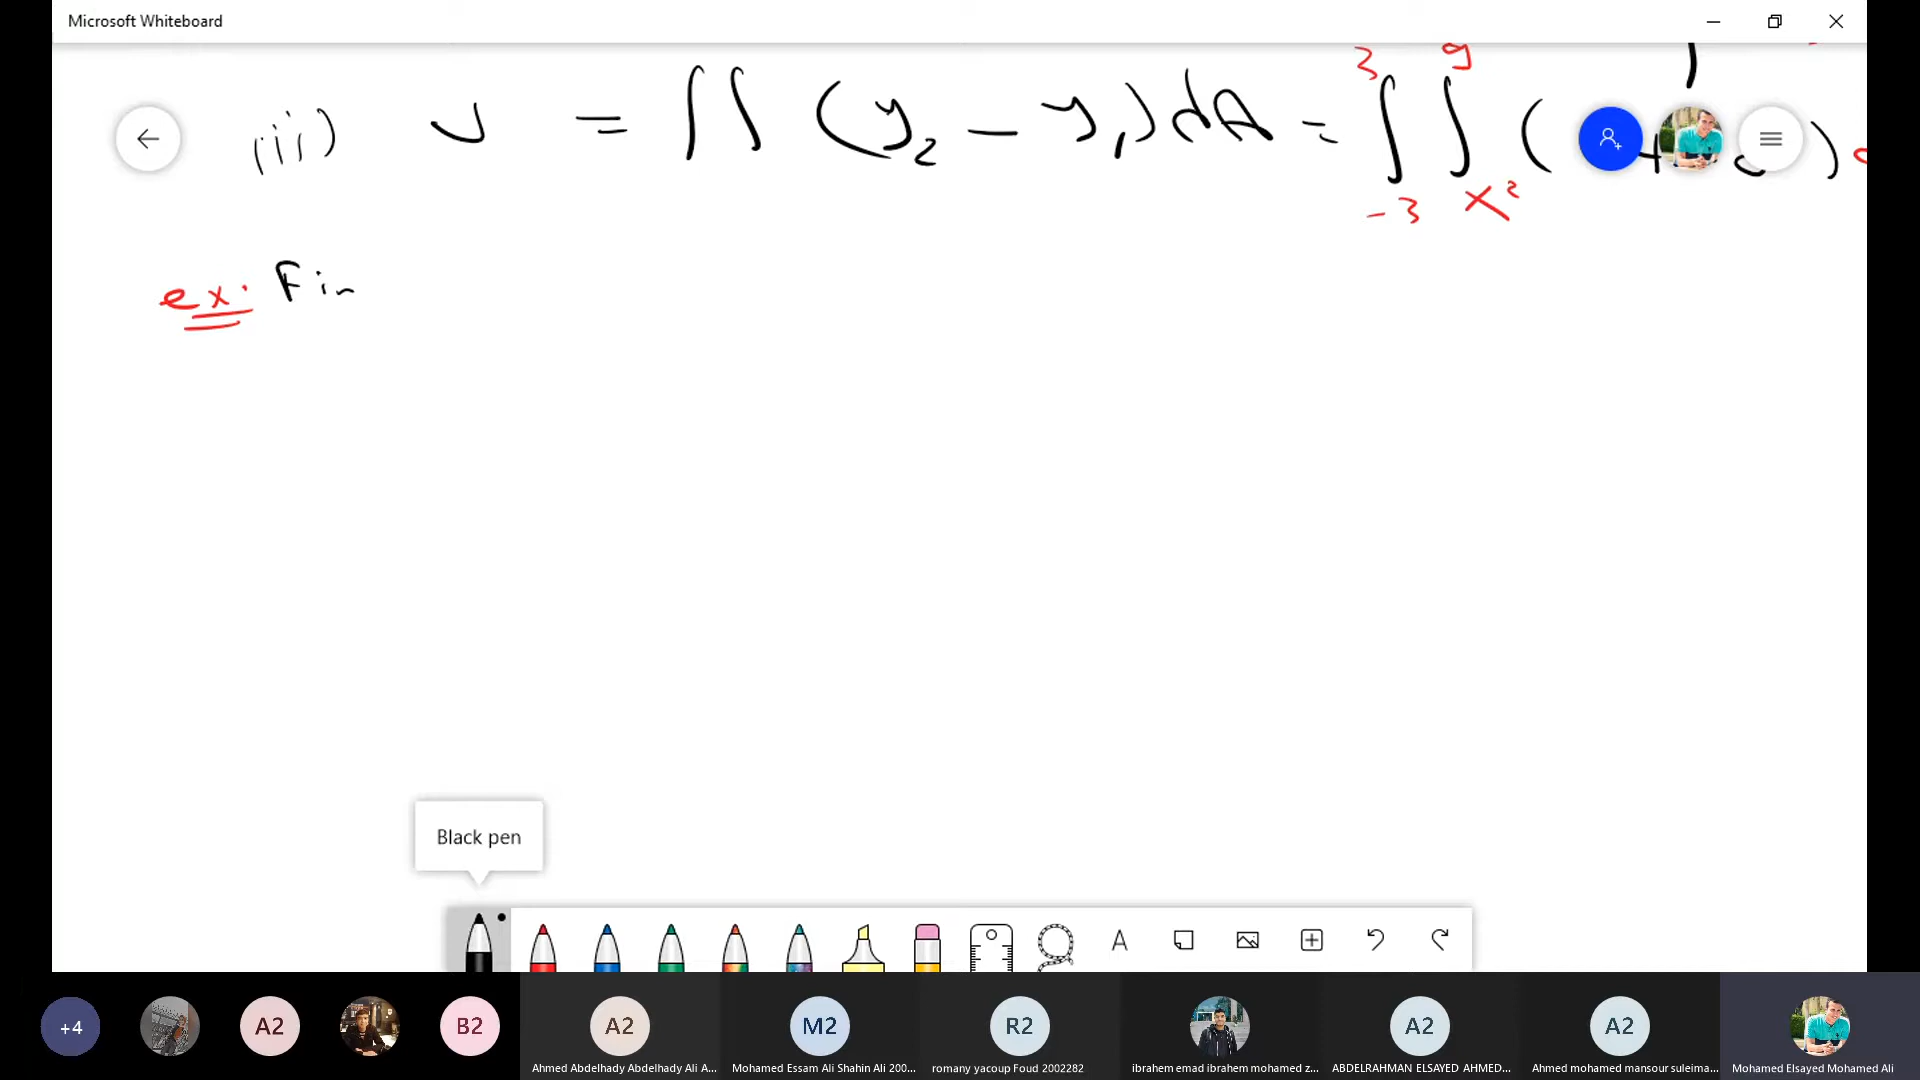 Microsoft Whiteboard
3 9
(iii) V = ∫∫ (y₂ - y₁) dA = ∫∫ ( )
-3 x²
ex: Fin
Black pen
+4
A2
B2
A2 M2 R2 A2 A2
Ahmed Abdelhady Abdelhady Ali A... Mohamed Essam Ali Shahin Ali 200... romany yacoup Foud 2002282 ibrahem emad ibrahem mohamed z... ABDELRAHMAN ELSAYED AHMED... Ahmed mohamed mansour suleima... Mohamed Elsayed Mohamed Ali